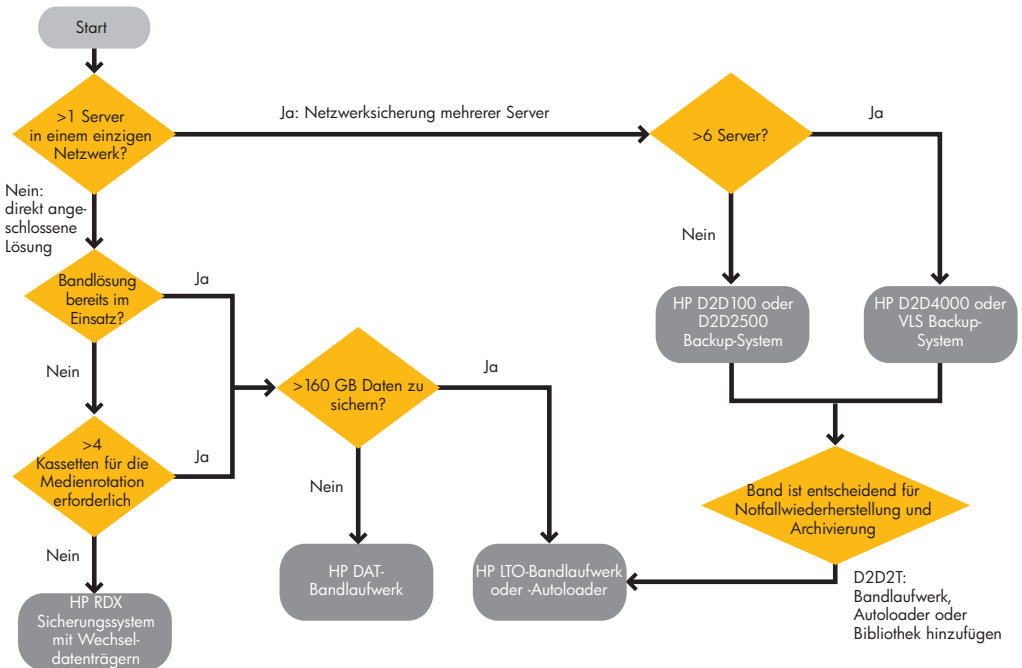 Start
>1 Server
in einem einzigen
Netzwerk?
Ja: Netzwerksicherung mehrerer Server
>6 Server?
Ja
Nein:
direkt ange-
schlossene
Lösung
Nein
Bandlösung
bereits im
Einsatz?
Ja
HP D2D100 oder
D2D2500
Backup-System
HP D2D4000 oder
VLS Backup-
System
Nein
>160 GB Daten zu
sichern?
Ja
>4
Kassetten für die
Medienrotation
erforderlich
Ja
Nein
Band ist entscheidend für
Notfallwiederherstellung und
Archivierung
Nein
HP DAT-
Bandlaufwerk
HP LTO-Bandlaufwerk
oder -Autoloader
D2D2T:
Bandlaufwerk,
Autoloader oder
Bibliothek hinzufügen
HP RDX
Sicherungssystem
mit Wechsel-
datenträgern